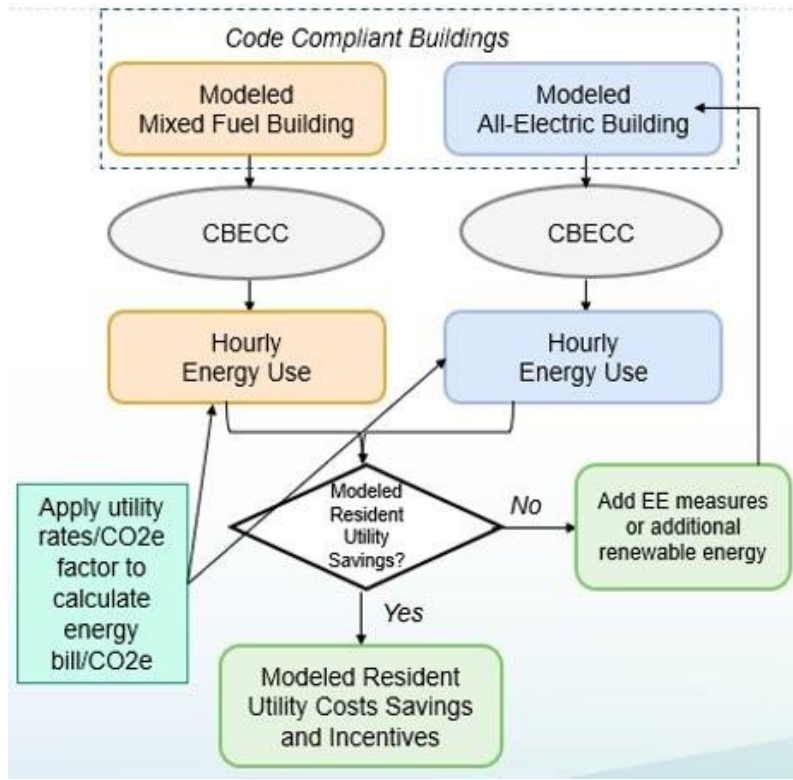 Code Compliant Buildings
Modeled
Mixed Fuel Building
Modeled
All-Electric Building
CBECC
CBECC
Hourly
Energy Use
Hourly
Energy Use
Apply utility
rates/CO2e
factor to
calculate
energy
bill/CO2e
Modeled
Resident
Utility
Savings?
No
Add EE measures
or additional
renewable energy
Yes
Modeled Resident
Utility Costs Savings
and Incentives